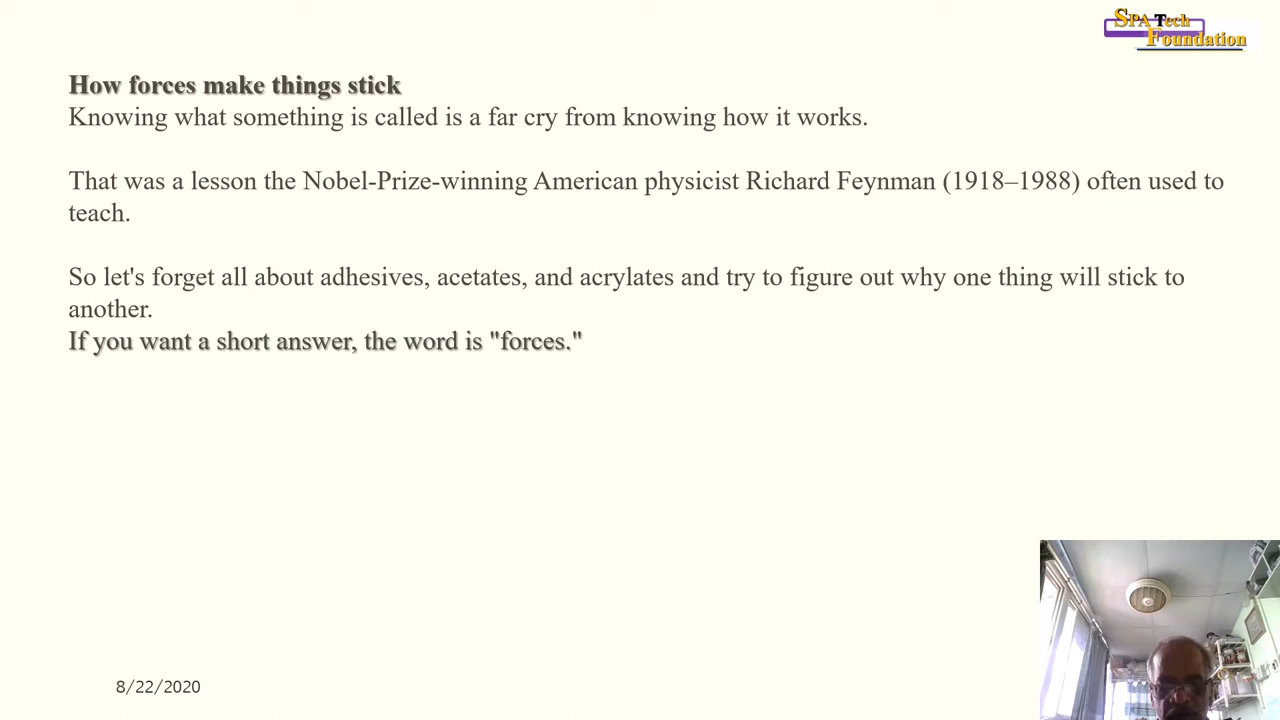 SPA Tech
Foundation
How forces make things stick
Knowing what something is called is a far cry from knowing how it works.
That was a lesson the Nobel-Prize-winning American physicist Richard Feynman (1918–1988) often used to
teach.
So let's forget all about adhesives, acetates, and acrylates and try to figure out why one thing will stick to
another.
If you want a short answer, the word is "forces."
8/22/2020